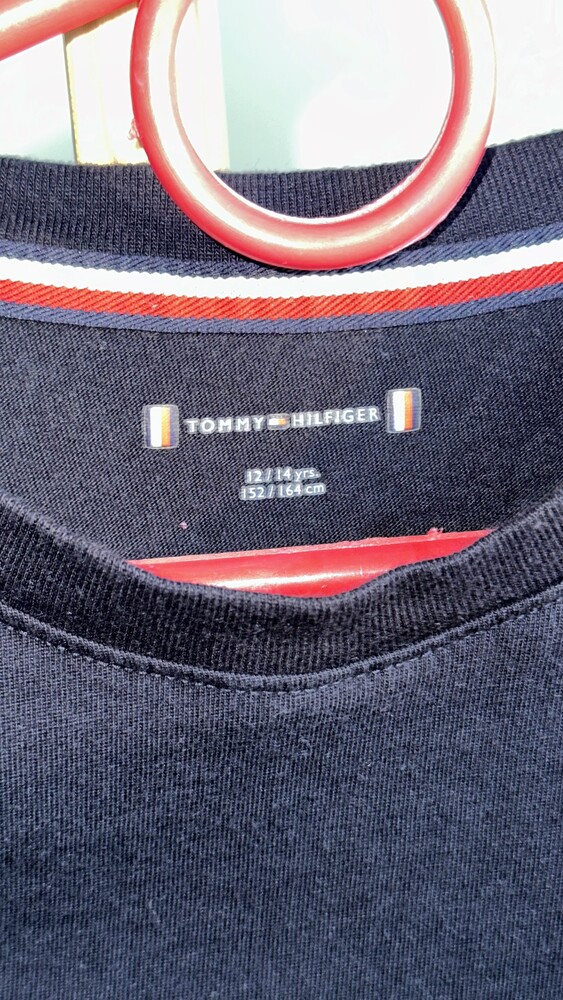 TOMMY HILFIGER
12 / 14 yrs.
152 / 164 cm